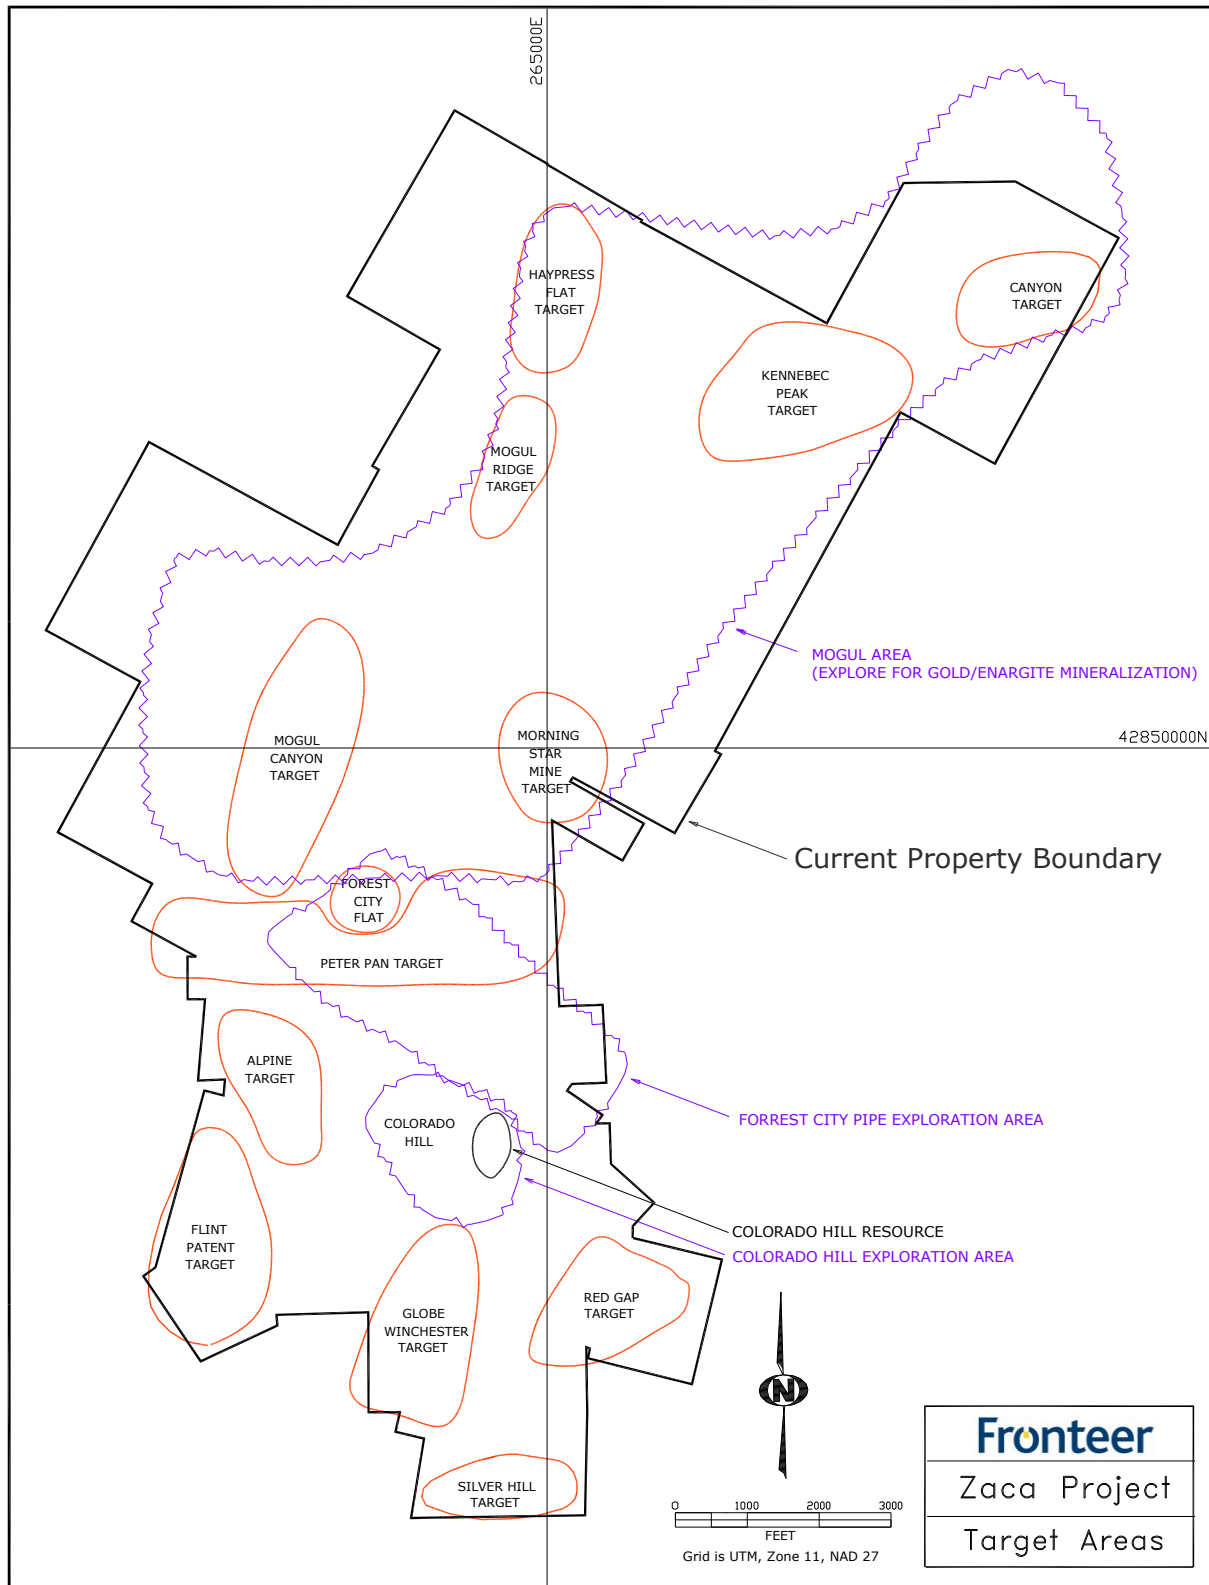 265000E
HAYPRESS
FLAT
TARGET
CANYON
TARGET
KENNEBEC
PEAK
TARGET
MOGUL
RIDGE
TARGET
MOGUL AREA
(EXPLORE FOR GOLD/ENARGITE MINERALIZATION)
42850000N
MOGUL
CANYON
TARGET
MORNING
STAR
MINE
TARGET
Current Property Boundary
FOREST
CITY
FLAT
PETER PAN TARGET
ALPINE
TARGET
COLORADO
HILL
FORREST CITY PIPE EXPLORATION AREA
FLINT
PATENT
TARGET
COLORADO HILL RESOURCE
COLORADO HILL EXPLORATION AREA
RED GAP
TARGET
GLOBE
WINCHESTER
TARGET
N
SILVER HILL
TARGET
0 1000 2000 3000
FEET
Grid is UTM, Zone 11, NAD 27
Fronteer
Zaca Project
Target Areas